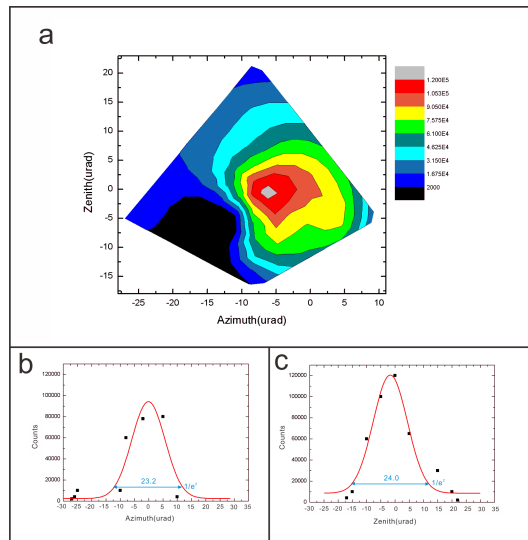 a
20
15
10
5
0
-5
-10
-15
Zenith(urad)
-25 -20 -15 -10 -5 0 5 10
Azimuth(urad)
1.200E5
1.053E5
9.050E4
7.575E4
6.100E4
4.625E4
3.150E4
1.675E4
2000
b
120000
100000
80000
60000
40000
20000
0
Counts
23.2
1/e²
-30 -25 -20 -15 -10 -5 0 5 10 15 20 25 30 35
Azimuth(urad)
c
120000
100000
80000
60000
40000
20000
0
Counts
24.0
1/e²
-25 -20 -15 -10 -5 0 5 10 15 20 25 30 35
Zenith(urad)